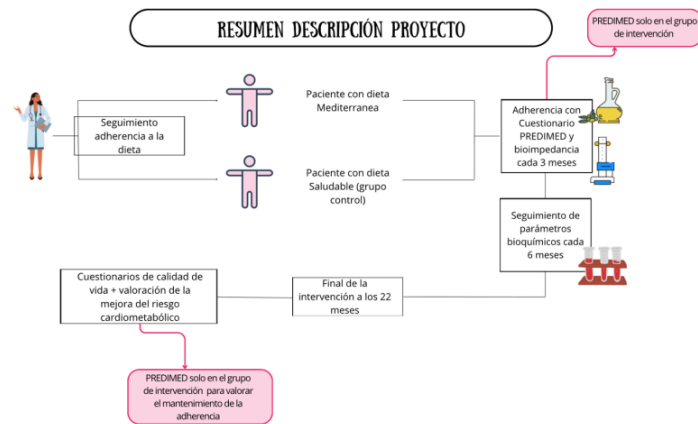 RESUMEN DESCRIPCIÓN PROYECTO
PREDIMED solo en el grupo
de intervención
Seguimiento
adherencia a la
dieta
Paciente con dieta
Mediterranea
Paciente con dieta
Saludable (grupo
control)
Adherencia con
Cuestionario
PREDIMED y
bioimpedancia
cada 3 meses
Seguimiento de
parámetros
bioquímicos cada
6 meses
Final de la
intervención a los 22
meses
Cuestionarios de calidad de
vida + valoración de la
mejora del riesgo
cardiometabólico
PREDIMED solo en el grupo
de intervención para valorar
el mantenimiento de la
adherencia